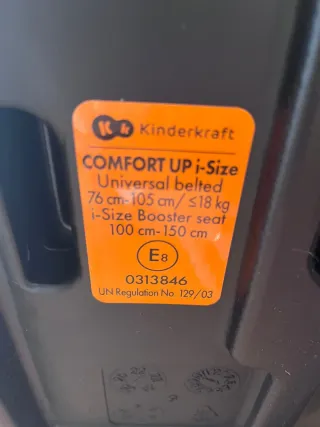 Kinderkraft
COMFORT UP i-Size
Universal belted
76 cm-105 cm/≤18 kg
i-Size Booster seat
100 cm-150 cm
E8
0313846
UN Regulation No 129/03